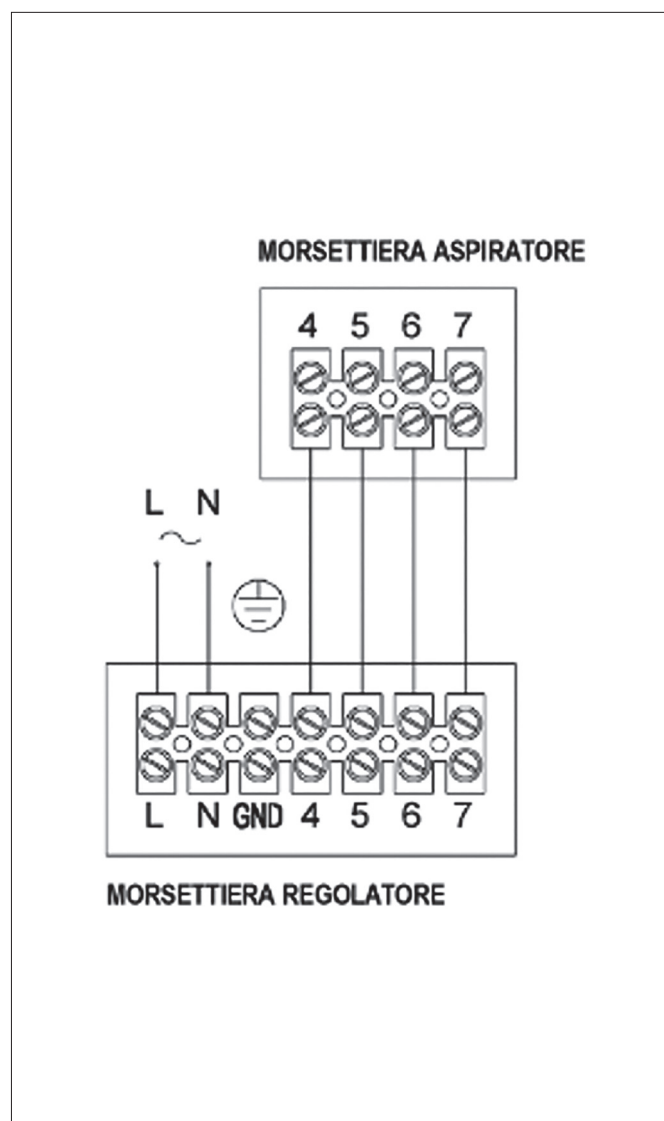 MORSETTIERA ASPIRATORE
4 5 6 7
L N
L N GND 4 5 6 7
MORSETTIERA REGOLATORE